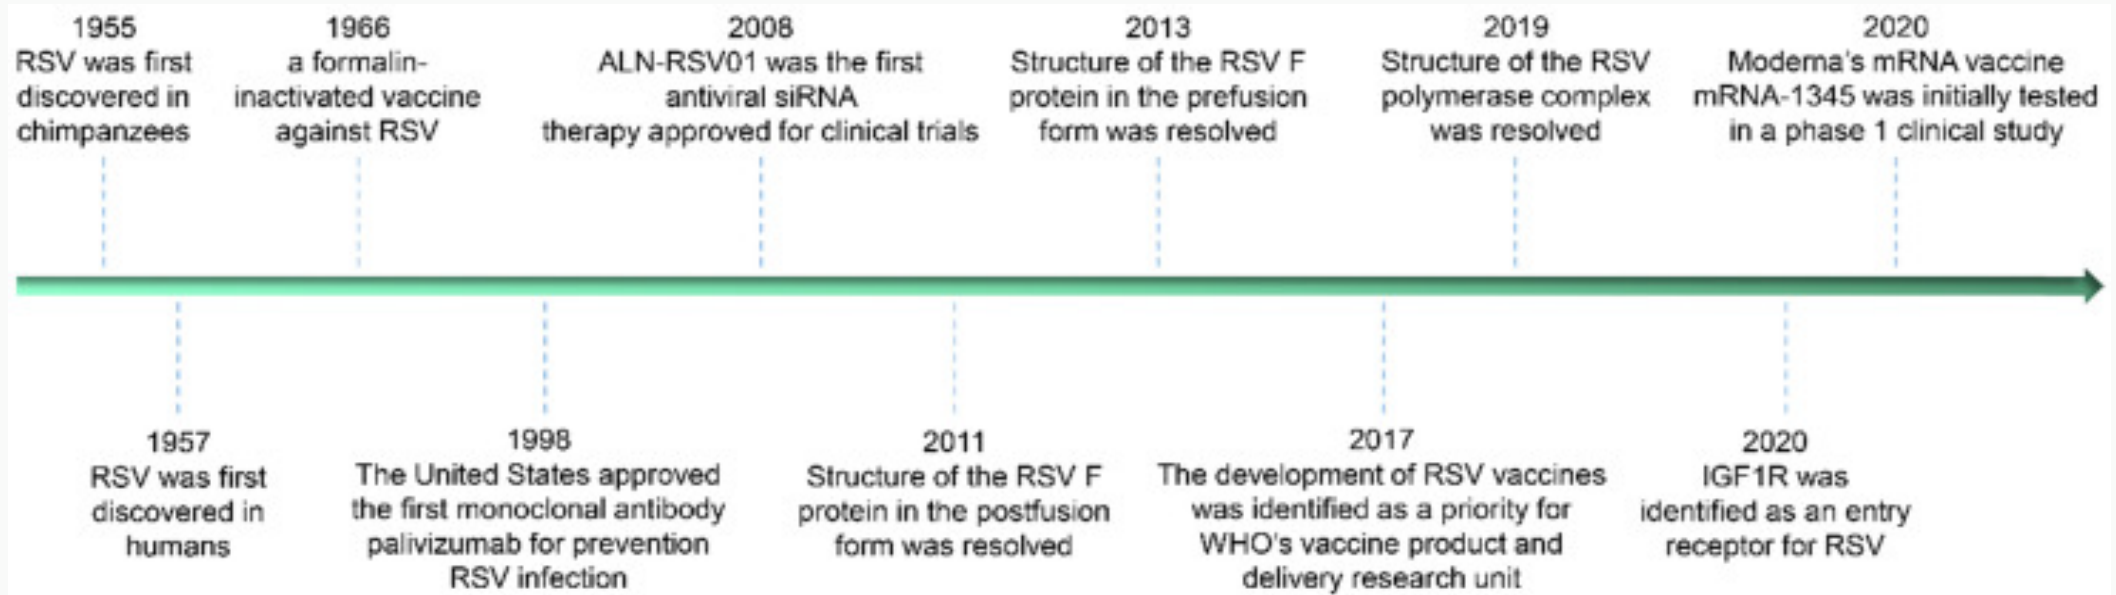 1955
RSV was first
discovered in
chimpanzees
1966
a formalin-
inactivated vaccine
against RSV
2008
ALN-RSV01 was the first
antiviral siRNA
therapy approved for clinical trials
2013
Structure of the RSV F
protein in the prefusion
form was resolved
2019
Structure of the RSV
polymerase complex
was resolved
2020
Moderna's mRNA vaccine
mRNA-1345 was initially tested
in a phase 1 clinical study
1957
RSV was first
discovered in
humans
1998
The United States approved
the first monoclonal antibody
palivizumab for prevention
RSV infection
2011
Structure of the RSV F
protein in the postfusion
form was resolved
2017
The development of RSV vaccines
was identified as a priority for
WHO's vaccine product and
delivery research unit
2020
IGF1R was
identified as an entry
receptor for RSV